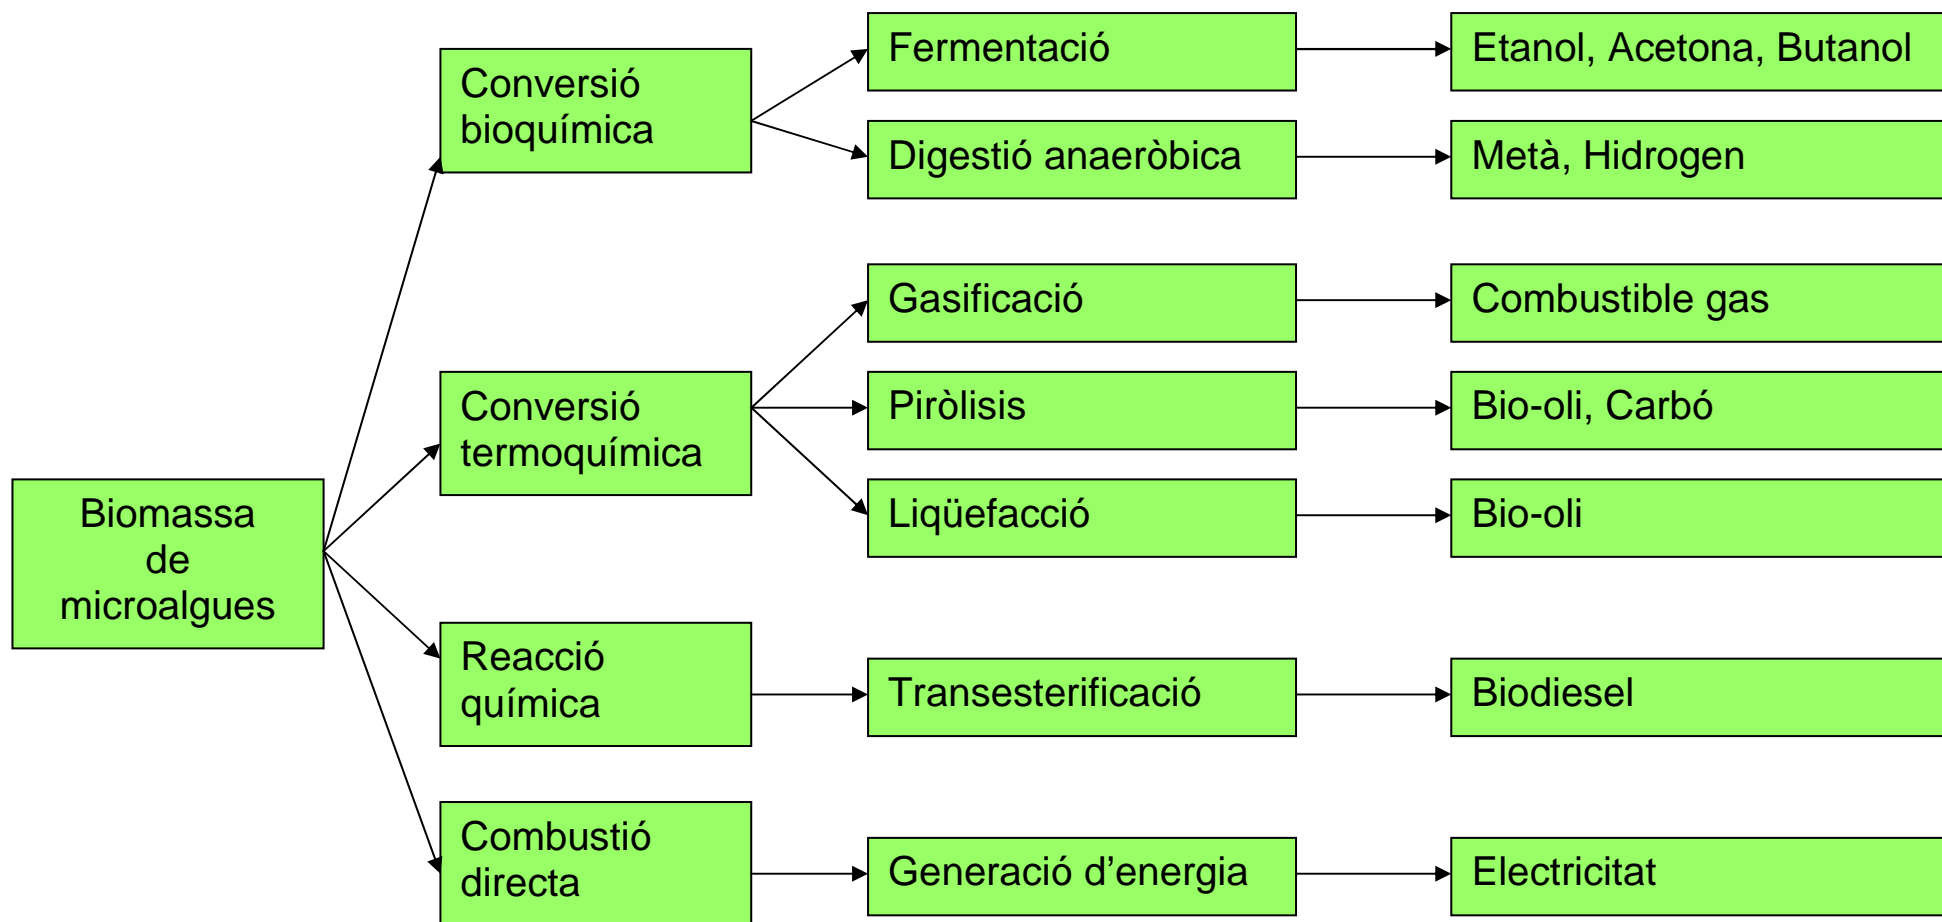 Fermentació
Etanol, Acetona, Butanol
Conversió
bioquímica
Digestió anaeròbica
Metà, Hidrogen
Gasificació
Combustible gas
Conversió
termoquímica
Piròlisis
Bio-oli, Carbó
Liqüefacció
Bio-oli
Biomassa
de
microalgues
Reacció
química
Transesterificació
Biodiesel
Combustió
directa
Generació d’energia
Electricitat